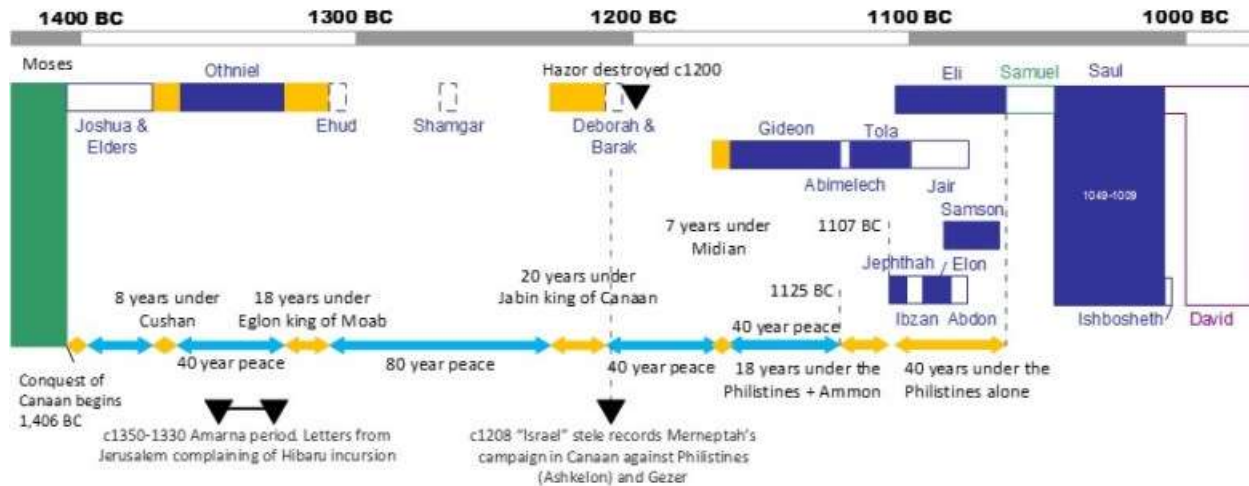 1400 BC
1300 BC
1200 BC
1100 BC
1000 BC
Moses
Othniel
Hazor destroyed c1200
Eli
Samuel
Saul
Joshua &
Elders
Ehud
Shamgar
Deborah &
Barak
Gideon
Tola
Abimelech
Jair
1049-1009
Samson
7 years under
Midian
1107 BC
Jephthah
Elon
20 years under
Jabin king of Canaan
8 years under
Cushan
18 years under
Eglon king of Moab
1125 BC
Ibzan
Abdon
Ishbosheth
David
40 year peace
40 year peace
80 year peace
40 year peace
18 years under the
Philistines + Ammon
40 years under the
Philistines alone
Conquest of
Canaan begins
1,406 BC
c1350-1330 Amarna period. Letters from
Jerusalem complaining of Hibaru incursion
c1208 "Israel" stele records Merneptah's
campaign in Canaan against Philistines
(Ashkelon) and Gezer